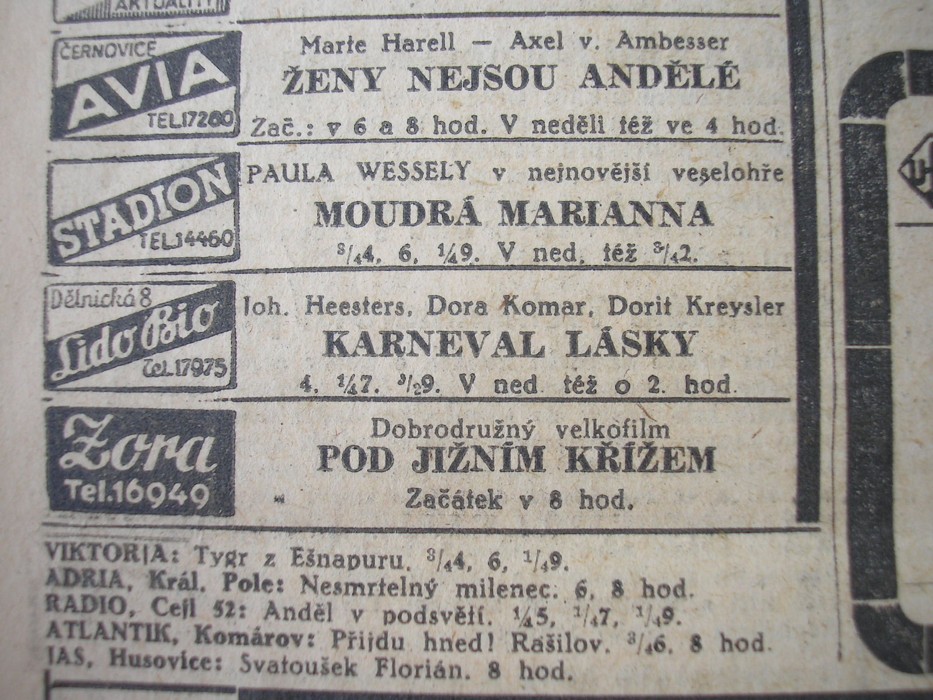 AKTUALITY
ČERNOVICE
AVIA
TEL.17280
Marte Harell — Axel v. Ambesser
ŽENY NEJSOU ANDĚLÉ
Zač.: v 6 a 8 hod. V neděli též ve 4 hod.
STADION
TEL.14460
PAULA WESSELY v nejnovější veselohře
MOUDRÁ MARIANNA
¾4, 6, ¼9. V ned. též ¾2.
Dělnická 8
Lido Bio
Tel.17975
Joh. Heesters, Dora Komar, Dorit Kreysler
KARNEVAL LÁSKY
4, ¼7, ½9. V ned. též o 2. hod.
Zora
Tel.16949
Dobrodružný velkofilm
POD JIŽNÍM KŘÍŽEM
Začátek v 8 hod.
VIKTORIA: Tygr z Ešnapuru. ¾4, 6, ¼9.
ADRIA, Král. Pole: Nesmrtelný milenec. 6, 8 hod.
RADIO, Cejl 52: Anděl v podsvětí. ¼5, ¼7, ¼9.
ATLANTIK, Komárov: Přijdu hned! Rašilov. ¾6, 8 hod.
JAS, Husovice: Svatoušek Florián. 8 hod.